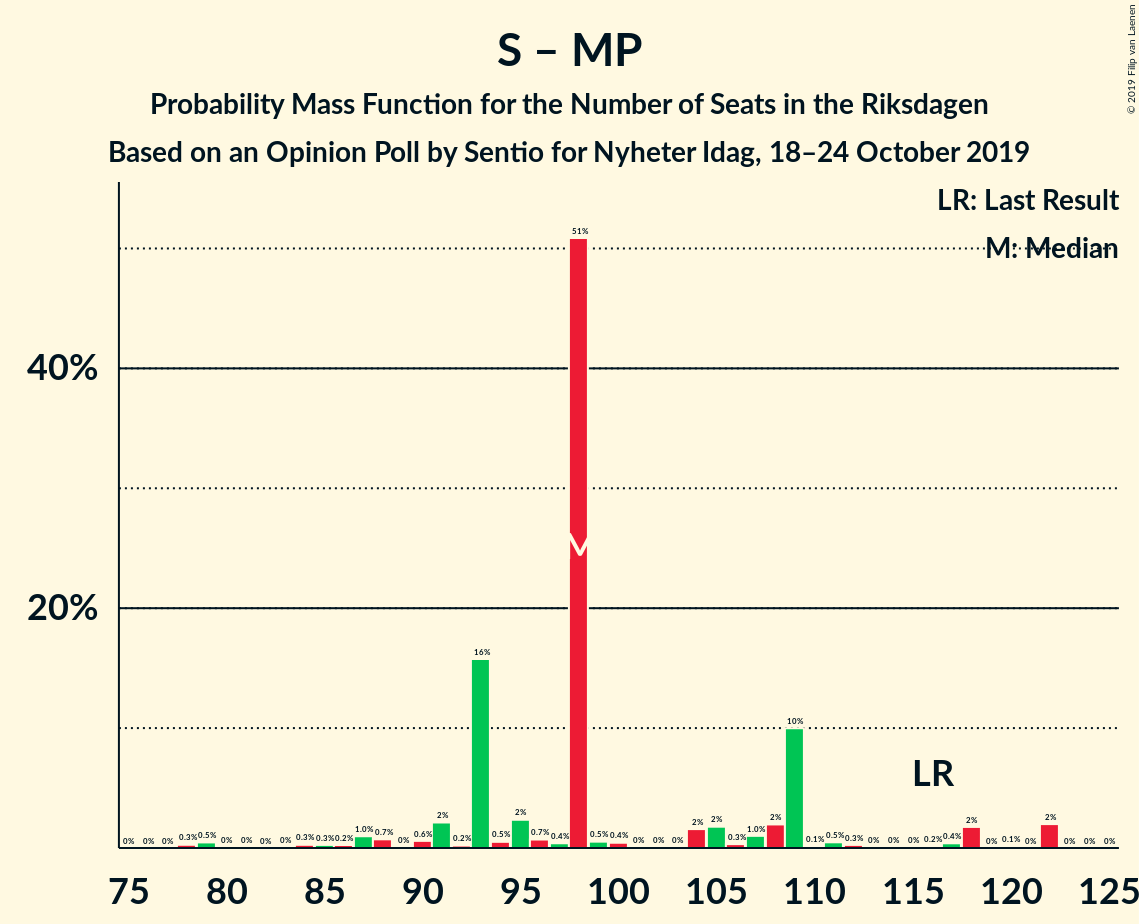 S – MP
Probability Mass Function for the Number of Seats in the Riksdagen
Based on an Opinion Poll by Sentio for Nyheter Idag, 18–24 October 2019
© 2019 Filip van Laenen
LR: Last Result
M: Median
51%
40%
M
20%
16%
10%
LR
0% 0% 0% 0.3% 0.5% 0% 0% 0% 0% 0.3% 0.3% 0.2% 1.0% 0.7% 0% 0.6% 2% 0.2% 2% 0.5% 0.7% 0.4% 0.5% 0.4% 0% 0% 0% 2% 2% 0.3% 1.0% 2% 0.1% 0.5% 0.3% 0% 0% 0% 0.2% 0.4% 2% 0% 0.1% 0% 2% 0% 0% 0%
75 80 85 90 95 100 105 110 115 120 125